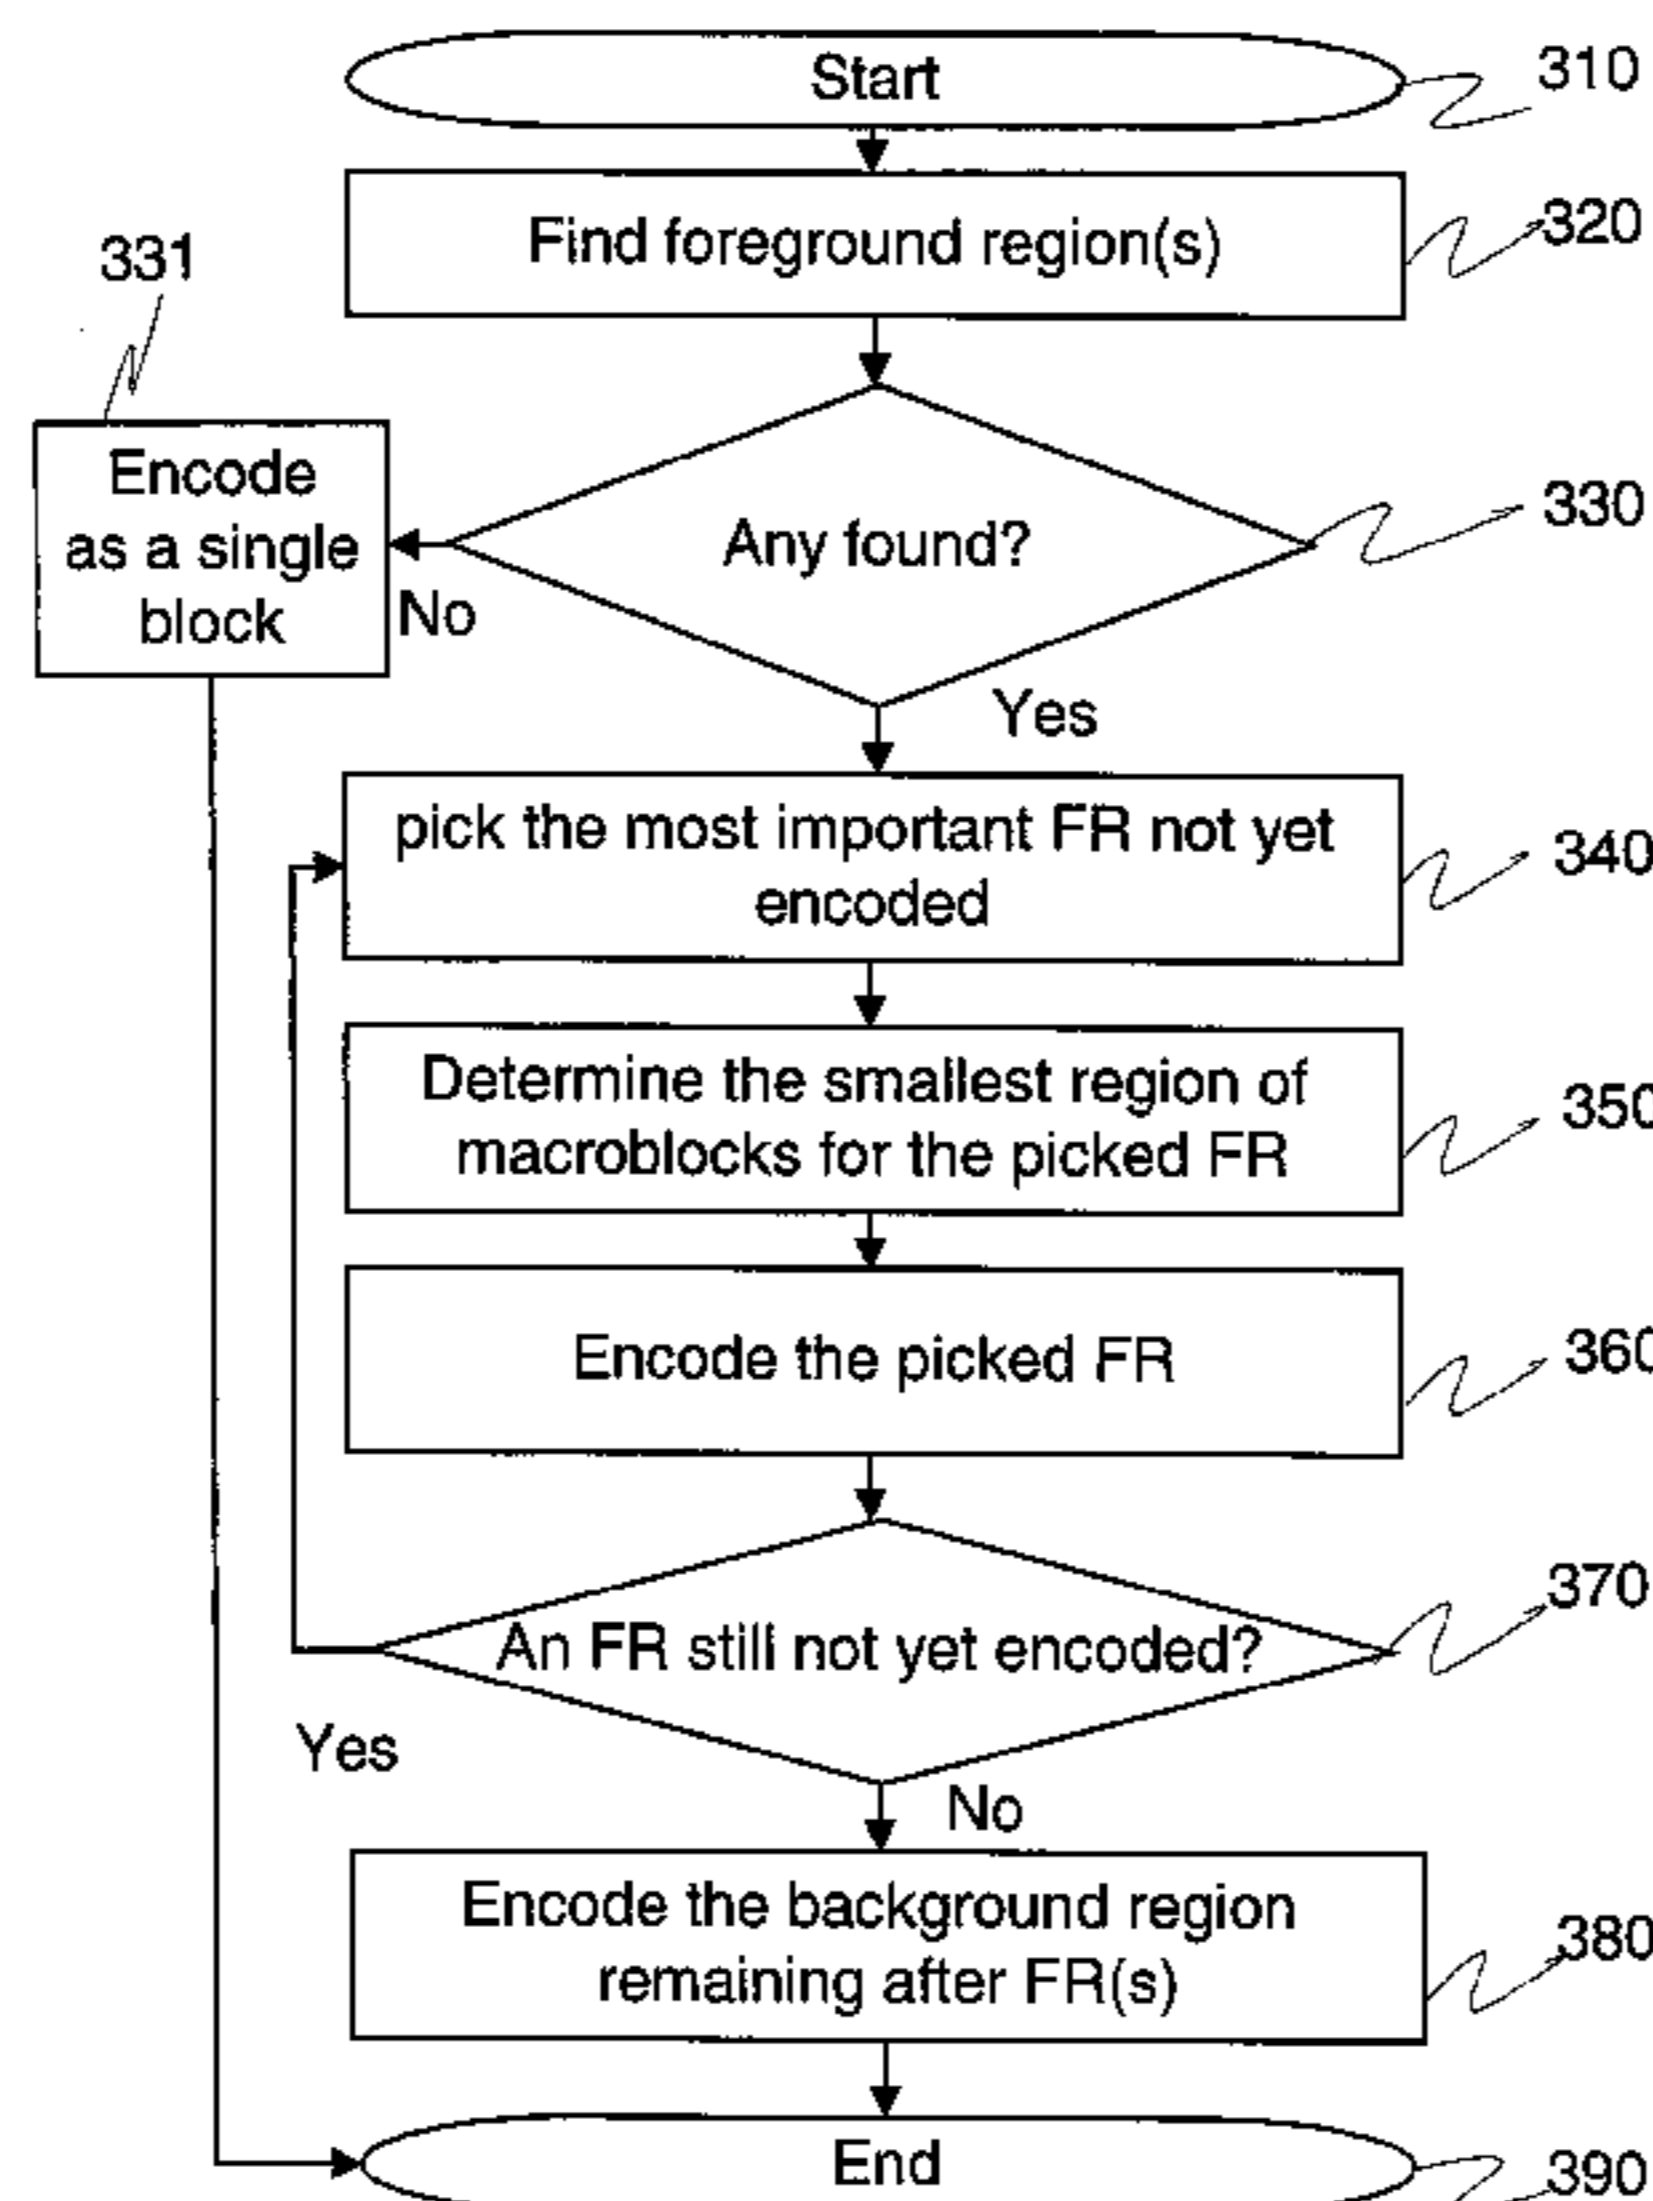 Start
310
Find foreground region(s)
320
331
Encode
as a single
block
No
Any found?
330
Yes
pick the most important FR not yet
encoded
340
Determine the smallest region of
macroblocks for the picked FR
350
Encode the picked FR
360
An FR still not yet encoded?
370
Yes
No
Encode the background region
remaining after FR(s)
380
End
390